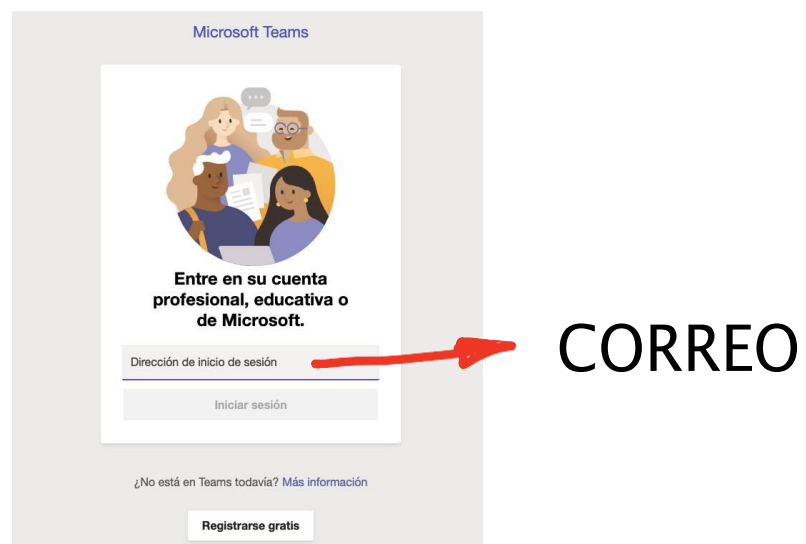 Microsoft Teams
Entre en su cuenta
profesional, educativa o
de Microsoft.
Dirección de inicio de sesión
CORREO
Iniciar sesión
¿No está en Teams todavía? Más información
Registrarse gratis